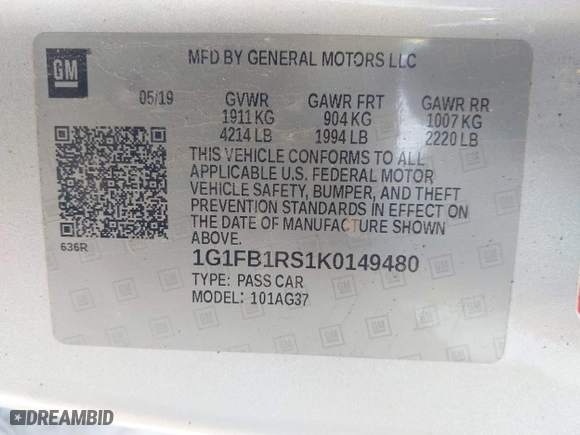 GM
MFD BY GENERAL MOTORS LLC
05/19 GVWR GAWR FRT GAWR RR
1911 KG 904 KG 1007 KG
4214 LB 1994 LB 2220 LB
THIS VEHICLE CONFORMS TO ALL
APPLICABLE U.S. FEDERAL MOTOR
VEHICLE SAFETY, BUMPER, AND THEFT
PREVENTION STANDARDS IN EFFECT ON
THE DATE OF MANUFACTURE SHOWN
ABOVE.
636R
1G1FB1RS1K0149480
TYPE: PASS CAR
MODEL: 101AG37
DREAMBID